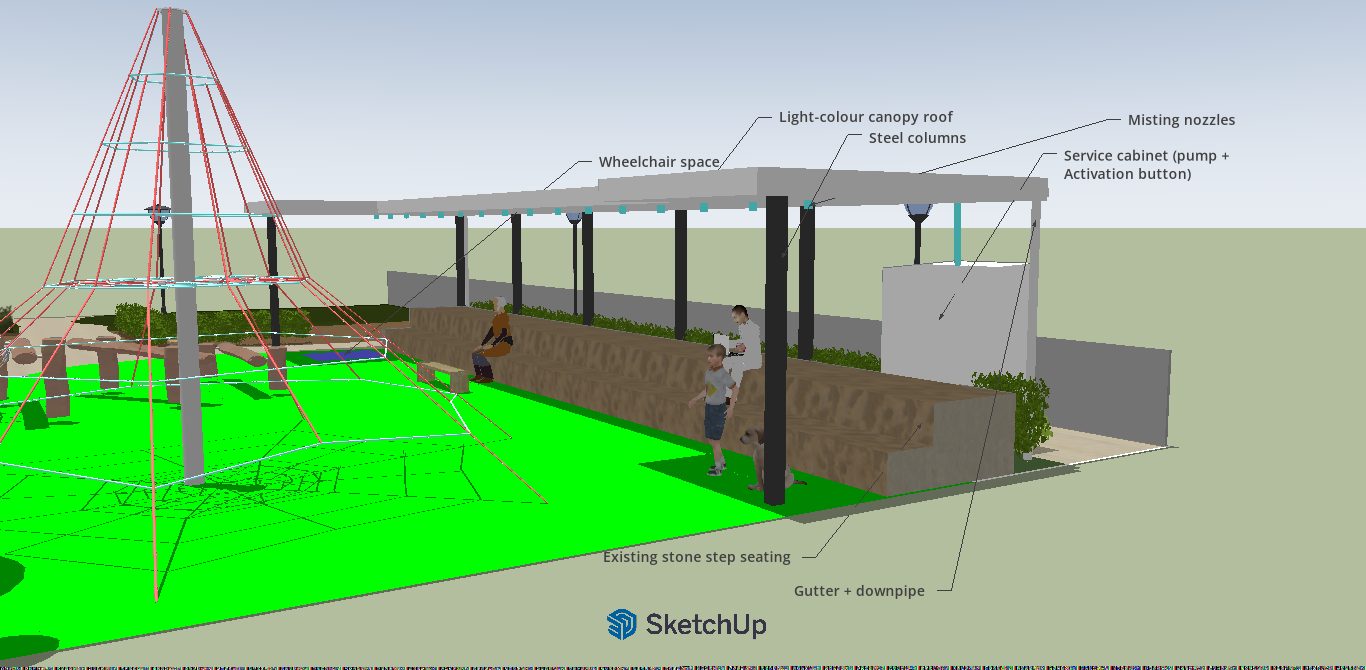 Light-colour canopy roof
Steel columns
Misting nozzles
Wheelchair space
Service cabinet (pump +
Activation button)
Existing stone step seating
Gutter + downpipe
SketchUp